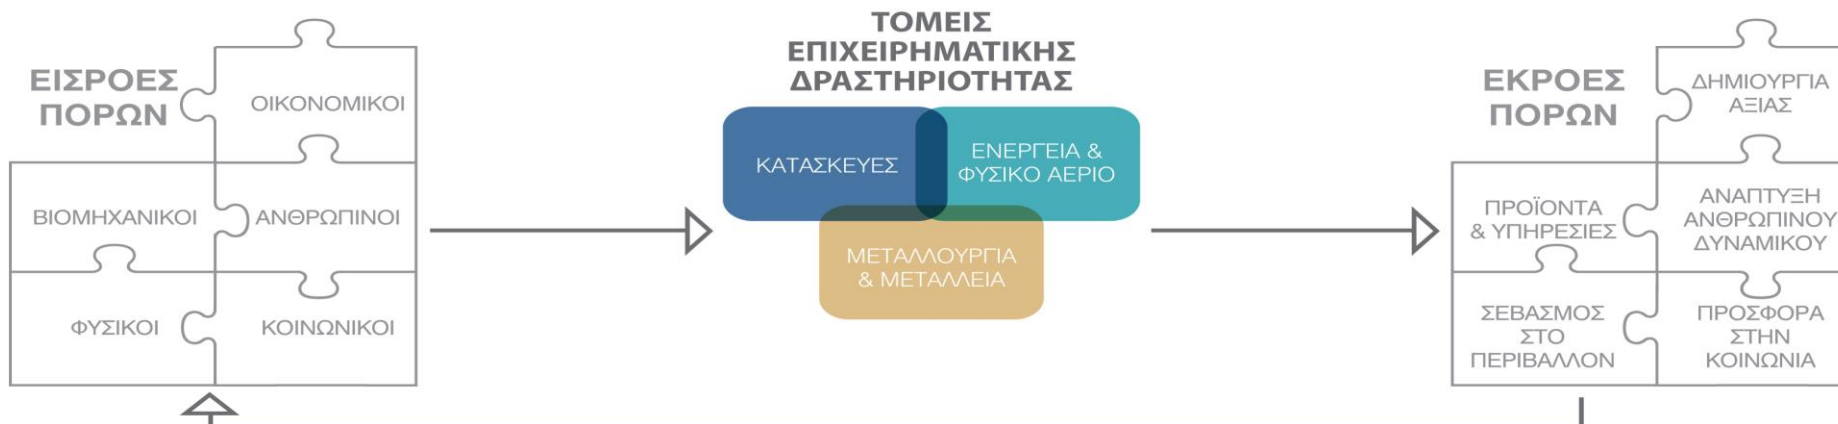 ΕΙΣΡΟΕΣ
ΠΟΡΩΝ
ΟΙΚΟΝΟΜΙΚΟΙ
ΒΙΟΜΗΧΑΝΙΚΟΙ
ΑΝΘΡΩΠΙΝΟΙ
ΦΥΣΙΚΟΙ
ΚΟΙΝΩΝΙΚΟΙ
ΤΟΜΕΙΣ
ΕΠΙΧΕΙΡΗΜΑΤΙΚΗΣ
ΔΡΑΣΤΗΡΙΟΤΗΤΑΣ
ΚΑΤΑΣΚΕΥΕΣ
ΕΝΕΡΓΕΙΑ &
ΦΥΣΙΚΟ ΑΕΡΙΟ
ΜΕΤΑΛΛΟΥΡΓΙΑ
& ΜΕΤΑΛΛΕΙΑ
ΕΚΡΟΕΣ
ΠΟΡΩΝ
ΔΗΜΙΟΥΡΓΙΑ
ΑΞΙΑΣ
ΠΡΟΪΟΝΤΑ
& ΥΠΗΡΕΣΙΕΣ
ΑΝΑΠΤΥΞΗ
ΑΝΘΡΩΠΙΝΟΥ
ΔΥΝΑΜΙΚΟΥ
ΣΕΒΑΣΜΟΣ
ΣΤΟ
ΠΕΡΙΒΑΛΛΟΝ
ΠΡΟΣΦΟΡΑ
ΣΤΗΝ
ΚΟΙΝΩΝΙΑ